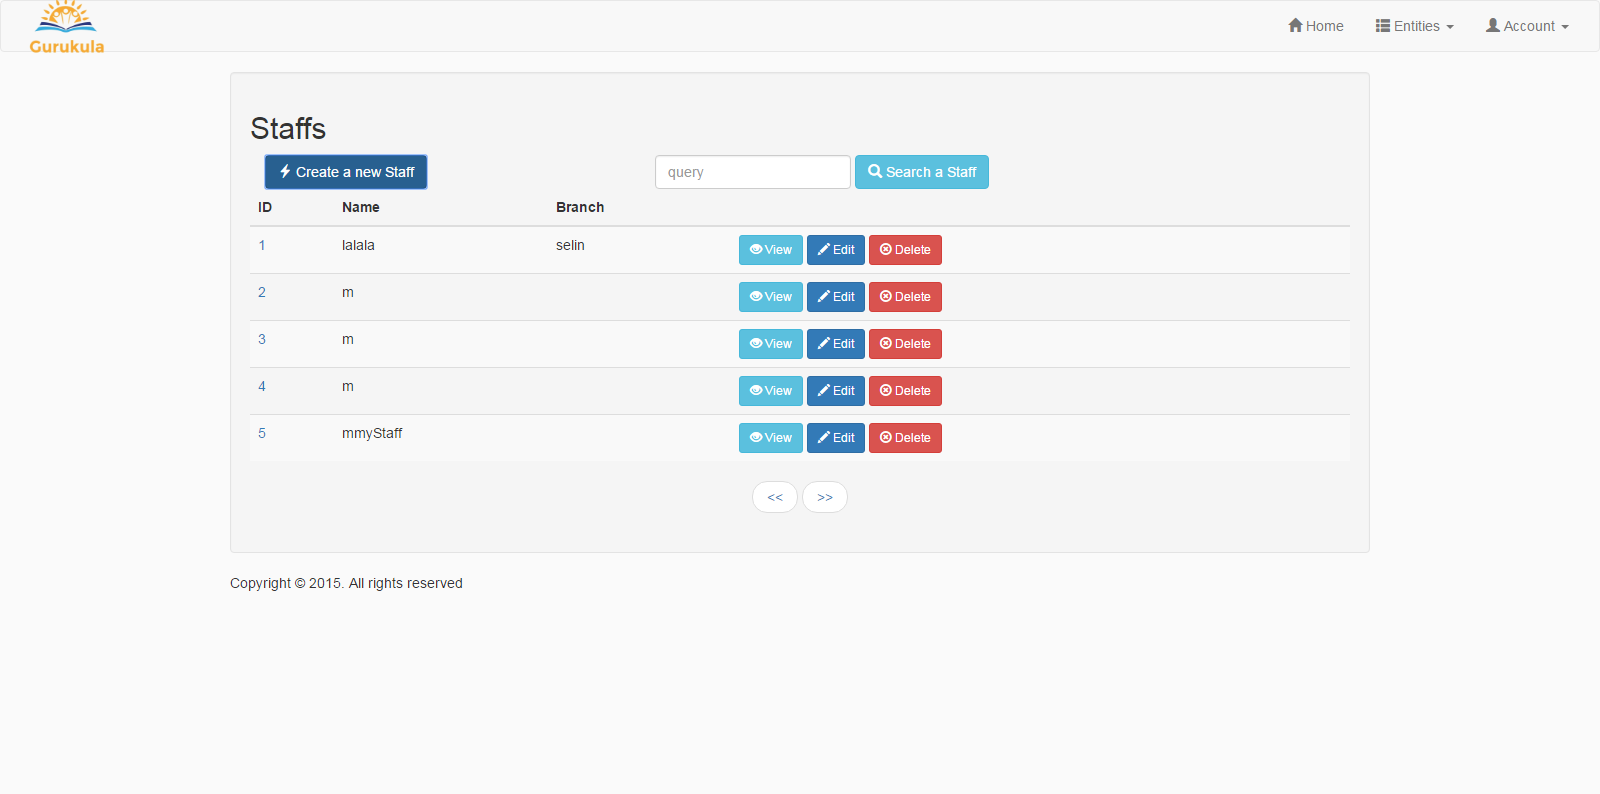 Gurukula
Home Entities Account
Staffs
Create a new Staff query Search a Staff
ID Name Branch
1 lalala selin View Edit Delete
2 m View Edit Delete
3 m View Edit Delete
4 m View Edit Delete
5 mmyStaff View Edit Delete
<< >>
Copyright © 2015. All rights reserved